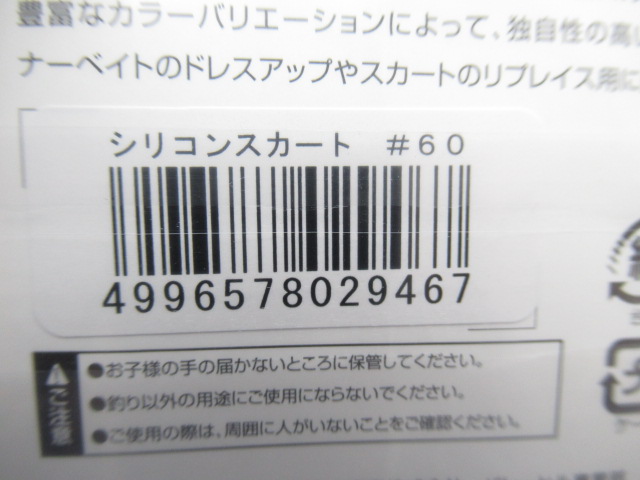 豊富なカラーバリエーションによって、独自性の高い
ナーベイトのドレスアップやスカートのリプレイス用に
シリコンスカート #60
4996578029467
ご注意
●お子様の手の届かないところに保管してください。
●釣り以外の用途にご使用にならないでください。
●ご使用の際は、周囲に人がいないことをご確認ください。